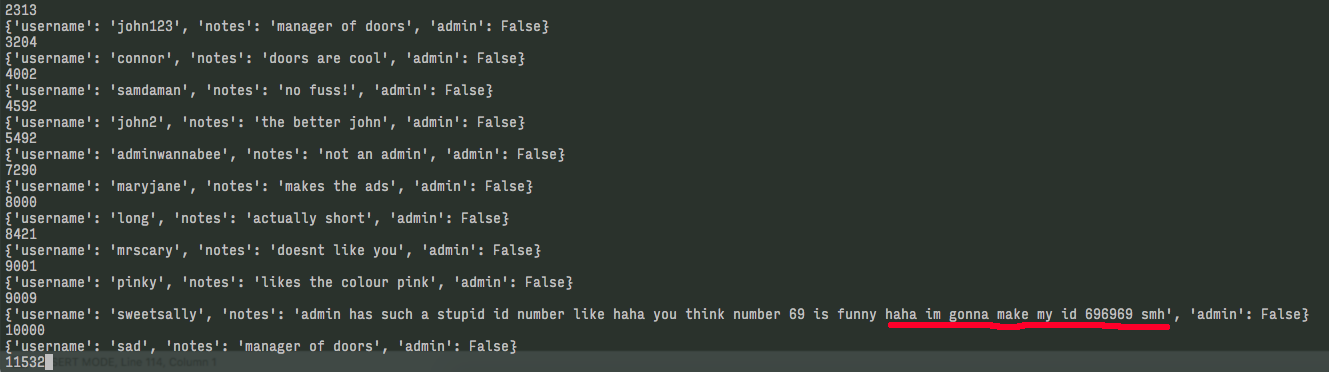 2313
{'username': 'john123', 'notes': 'manager of doors', 'admin': False}
3204
{'username': 'connor', 'notes': 'doors are cool', 'admin': False}
4002
{'username': 'samdaman', 'notes': 'no fuss!', 'admin': False}
4592
{'username': 'john2', 'notes': 'the better john', 'admin': False}
5492
{'username': 'adminwannabee', 'notes': 'not an admin', 'admin': False}
7290
{'username': 'maryjane', 'notes': 'makes the ads', 'admin': False}
8000
{'username': 'long', 'notes': 'actually short', 'admin': False}
8421
{'username': 'mrscary', 'notes': 'doesnt like you', 'admin': False}
9001
{'username': 'pinky', 'notes': 'likes the colour pink', 'admin': False}
9009
{'username': 'sweetsally', 'notes': 'admin has such a stupid id number like haha you think number 69 is funny haha im gonna make my id 696969 smh', 'admin': False}
10000
{'username': 'sad', 'notes': 'manager of doors', 'admin': False}
11532 SERT MODE, Line 114, Column 1